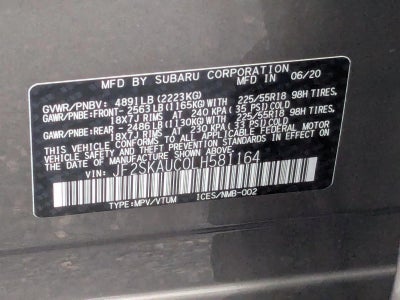 MFD BY SUBARU CORPORATION MFD IN 06/20
GVWR/PNBV: 4891LB (2223KG)
GAWR/PNBE:FRONT- 2563LB(1165KG) WITH 225/55R18 98H TIRES
18X7J RIMS, AT 240 KPA (35 PSI)COLD
GAWR/PNBE:REAR - 2486LB(1130KG) WITH 225/55R18 98H TIRES
18X7J RIMS, AT 230 KPA (33 PSI)COLD
THIS VEHICLE CONFORMS TO ALL APPLICABLE FEDERAL MOTOR
VEHICLE SAFETY, BUMPER, AND THEFT PREVENTION STANDARDS
IN EFFECT ON THE DATE OF MANUFACTURE SHOWN ABOVE.
VIN: JF2SKAUC0LH581164
TYPE:MPV/VTUM ICES/NMB-002